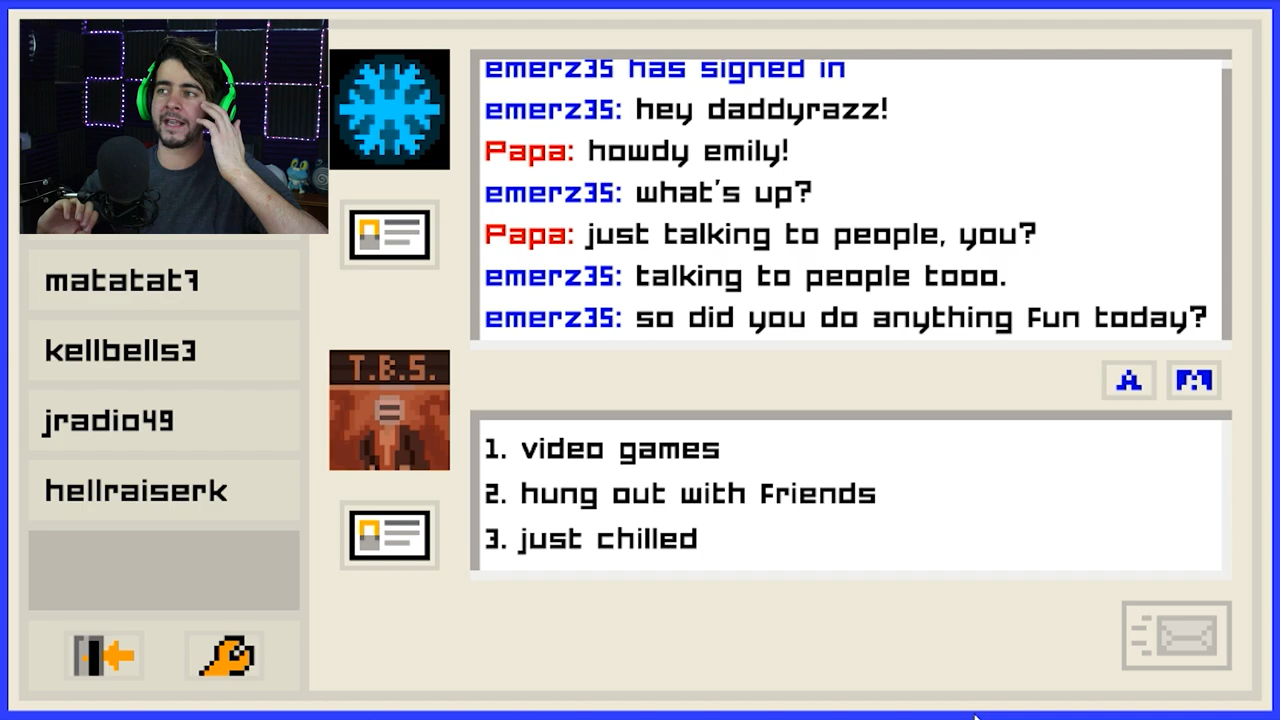 emerz35 has signed in
emerz35: hey daddyrazz!
Papa: howdy emily!
emerz35: what's up?
Papa: just talking to people, you?
emerz35: talking to people tooo.
emerz35: so did you do anything fun today?
matatat7
kellbells3
jradio49
hellraiserk
T.B.S.
A
1. video games
2. hung out with friends
3. just chilled